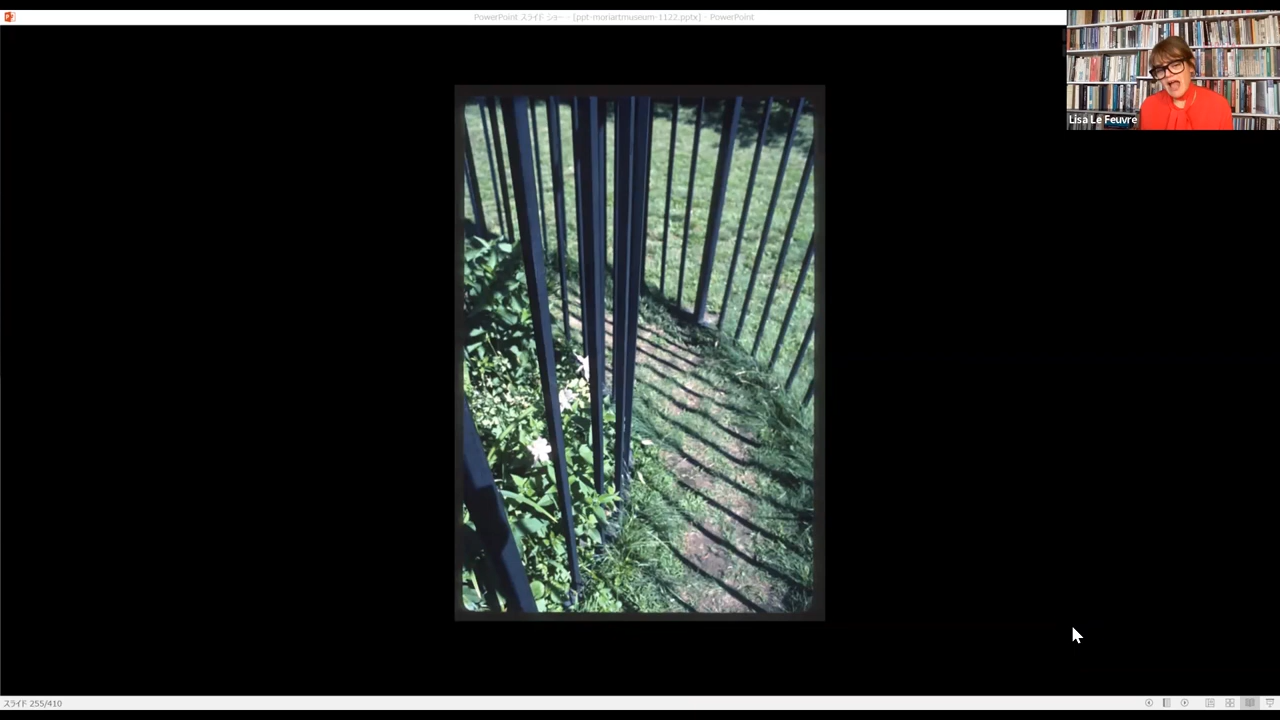 PowerPoint スライド ショー - [ppt-moriartmuseum-1122.pptx] - PowerPoint
Lisa Le Feuvre
スライド 255/410